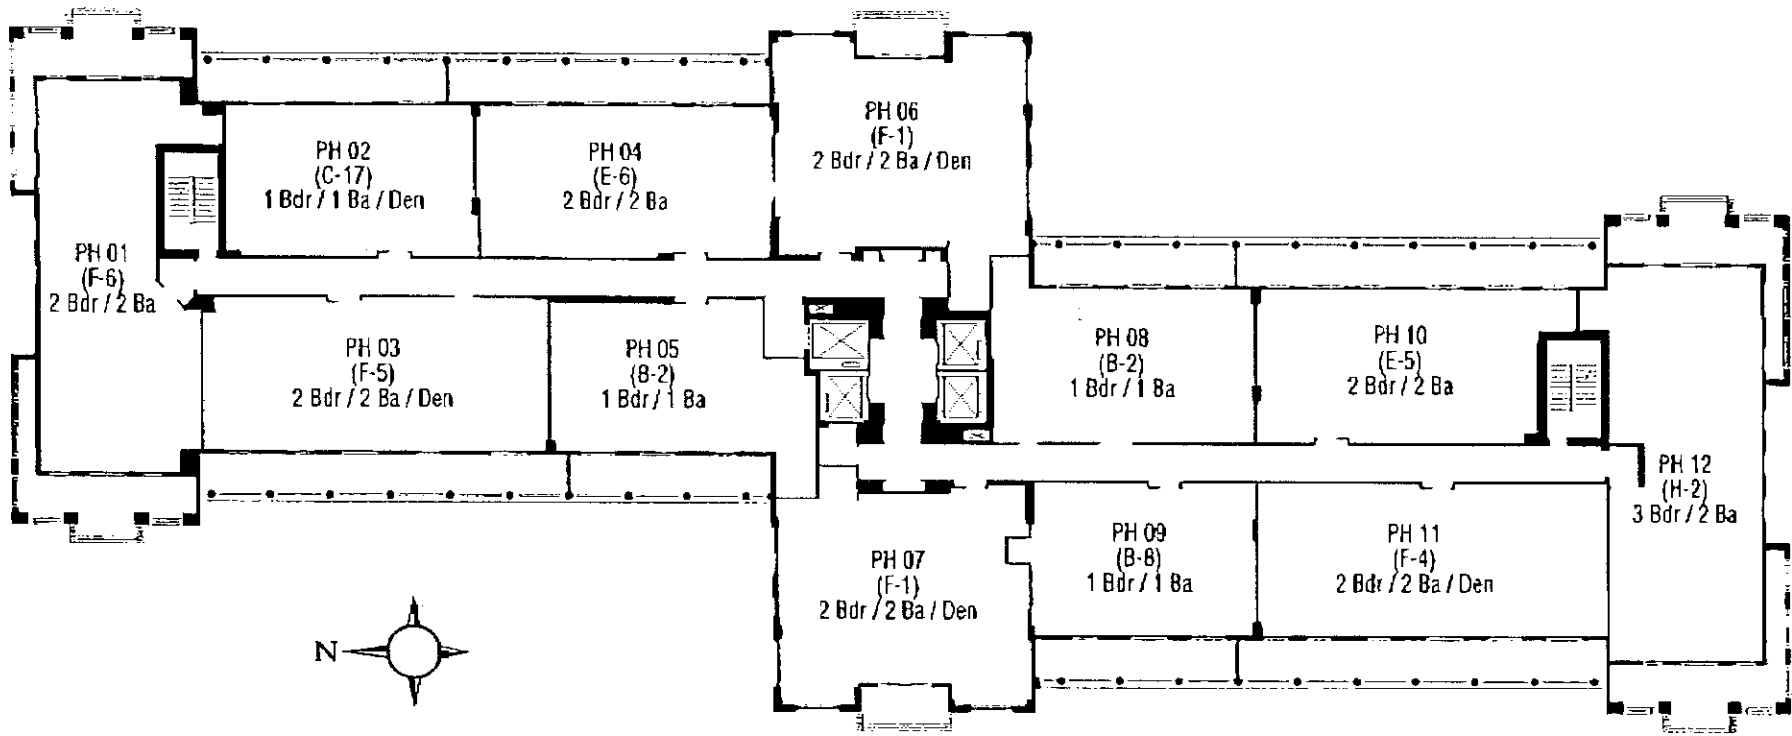 PH 01
(F-6)
2 Bdr / 2 Ba
PH 02
(C-17)
1 Bdr / 1 Ba / Den
PH 04
(E-6)
2 Bdr / 2 Ba
PH 06
(F-1)
2 Bdr / 2 Ba / Den
PH 03
(F-5)
2 Bdr / 2 Ba / Den
PH 05
(B-2)
1 Bdr / 1 Ba
PH 08
(B-2)
1 Bdr / 1 Ba
PH 10
(E-5)
2 Bdr / 2 Ba
PH 12
(H-2)
3 Bdr / 2 Ba
PH 07
(F-1)
2 Bdr / 2 Ba / Den
PH 09
(B-8)
1 Bdr / 1 Ba
PH 11
(F-4)
2 Bdr / 2 Ba / Den
N